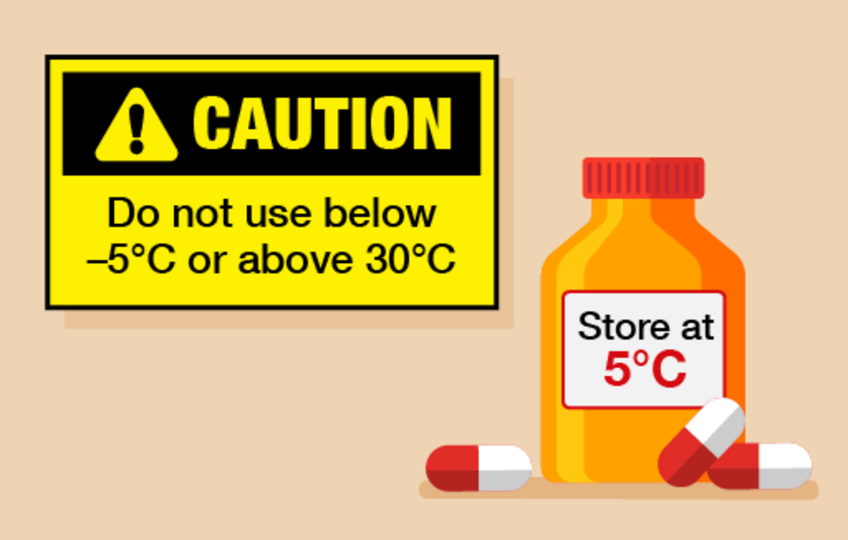 CAUTION
Do not use below
–5°C or above 30°C
Store at
5°C